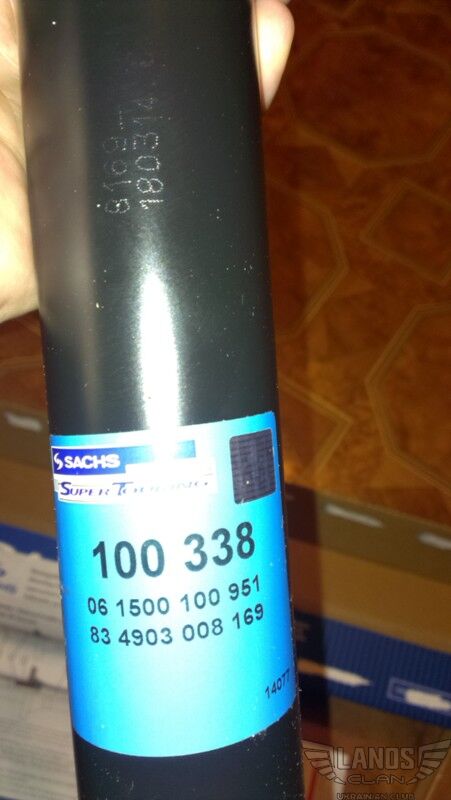 8169
180314
SACHS
SUPER TOURING
100 338
06 1500 100 951
83 4903 008 169
14077
LANOS
CLAN
UKRAINIAN CLUB